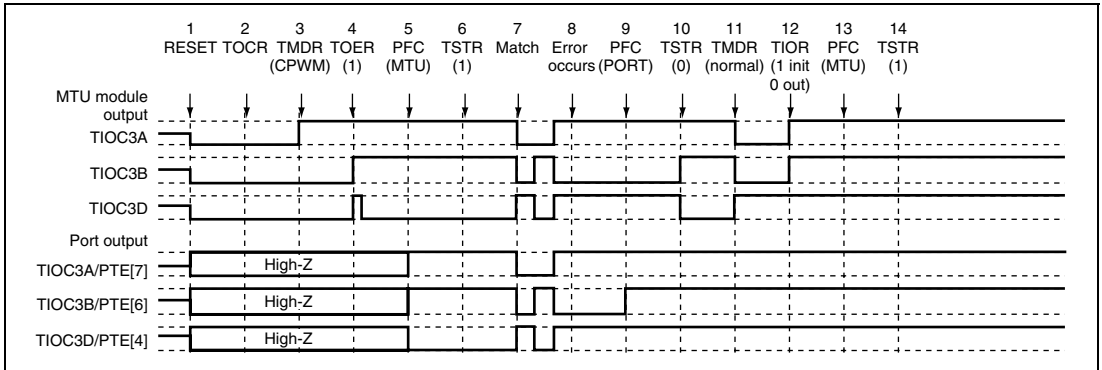 1 2 3 4 5 6 7 8 9 10 11 12 13 14
RESET TOCR TMDR TOER PFC TSTR Match Error PFC TSTR TMDR TIOR PFC TSTR
(CPWM) (1) (MTU) (1) occurs (PORT) (0) (normal) (1 init (MTU) (1)
0 out)
MTU module
output
TIOC3A
TIOC3B
TIOC3D
Port output
TIOC3A/PTE[7] High-Z
TIOC3B/PTE[6] High-Z
TIOC3D/PTE[4] High-Z